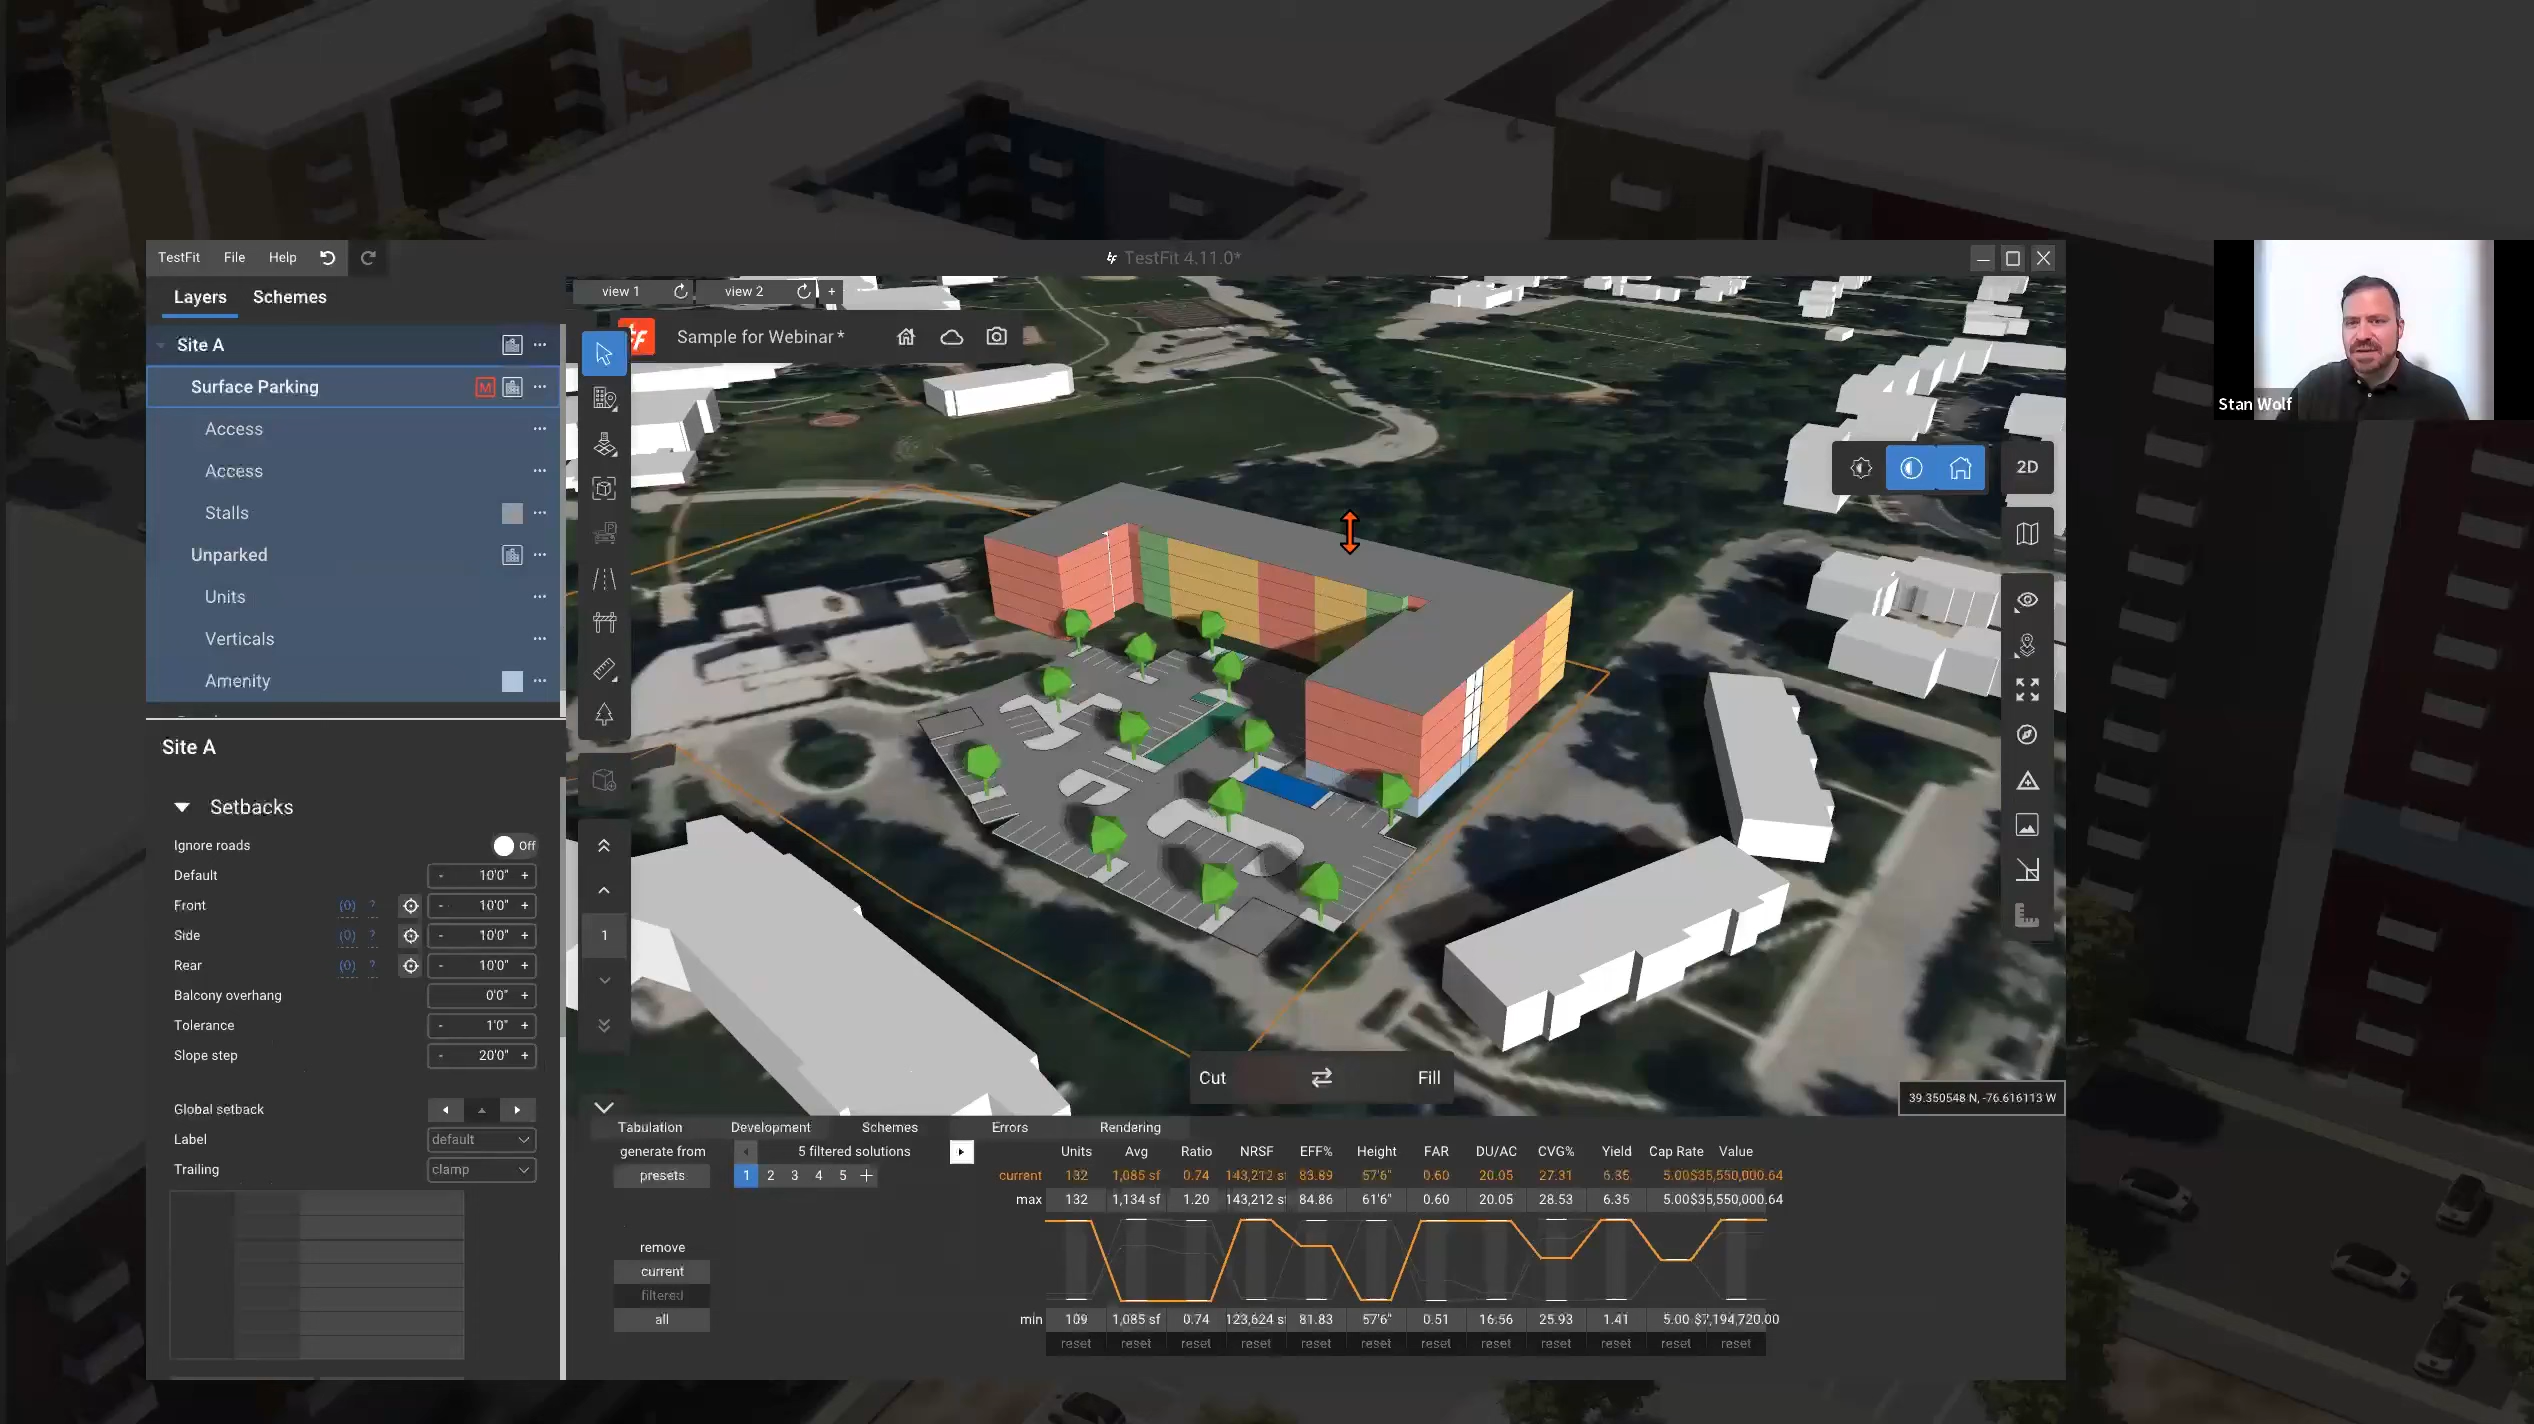 TestFit File Help
TestFit 4.11.0*
Layers Schemes
view 1 view 2 +
Sample for Webinar *
Site A
Surface Parking M
Access
Access
Stalls
Unparked
Units
Verticals
Amenity
2D
Stan Wolf
Site A
Setbacks
Ignore roads Off
Default - 10'0" +
Front (0) ? - 10'0" +
Side (0) ? - 10'0" +
Rear (0) ? - 10'0" +
Balcony overhang 0'0" +
Tolerance - 1'0" +
Slope step - 20'0" +
Global setback
Label default
Trailing clamp
1
Cut Fill
39.350548 N, -76.616113 W
Tabulation Development Schemes Errors Rendering
generate from 5 filtered solutions
presets 1 2 3 4 5 +
remove
current
filtered
all
Units Avg Ratio NRSF EFF% Height FAR DU/AC CVG% Yield Cap Rate Value
current 132 1,085 sf 0.74 143,212 s 83.89 57'6" 0.60 20.05 27.31 6.35 5.00 $35,550,000.64
max 132 1,134 sf 1.20 143,212 s 84.86 61'6" 0.60 20.05 28.53 6.35 5.00 $35,550,000.64
min 109 1,085 sf 0.74 123,624 s 81.83 57'6" 0.51 16.56 25.93 1.41 5.00 $7,194,720.00
reset reset reset reset reset reset reset reset reset reset reset reset